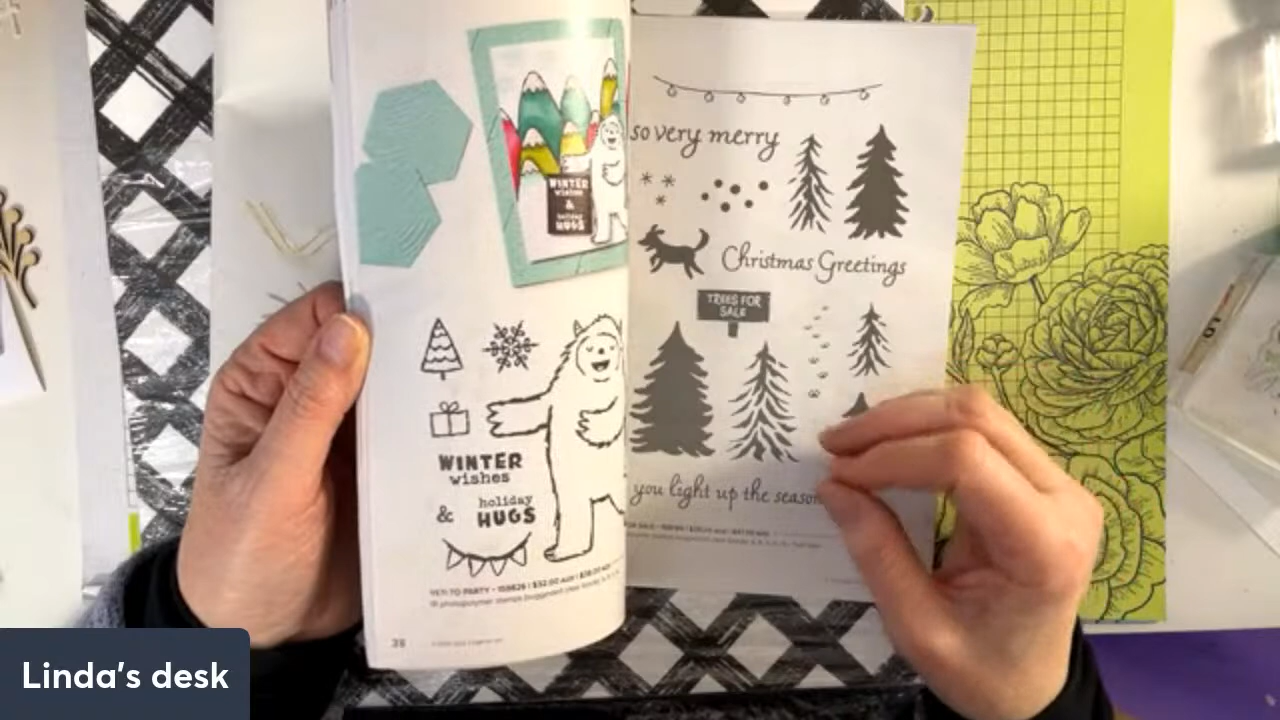 WINTER
wishes
&
holiday
HUGS
WINTER
wishes
& holiday
HUGS
YETI TO PARTY
38
so very merry
Christmas Greetings
TREES FOR
SALE
you light up the season
Linda's desk